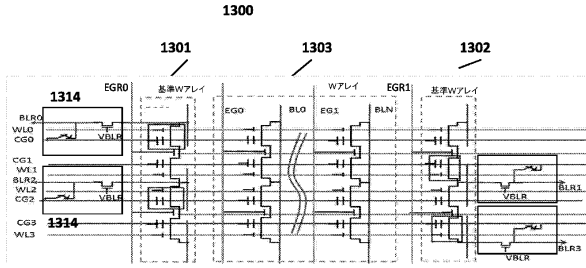 1300
1301
1303
1302
1314
EGR0
基準Wアレイ
Wアレイ
EGR1
基準Wアレイ
BLR0
WL0
CG0
VBLR
EG0
BL0
EG1
BLN
CG1
WL1
BLR2
WL2
CG2
VBLR
1314
CG3
WL3
VBLR
BLR1
VBLR
BLR3